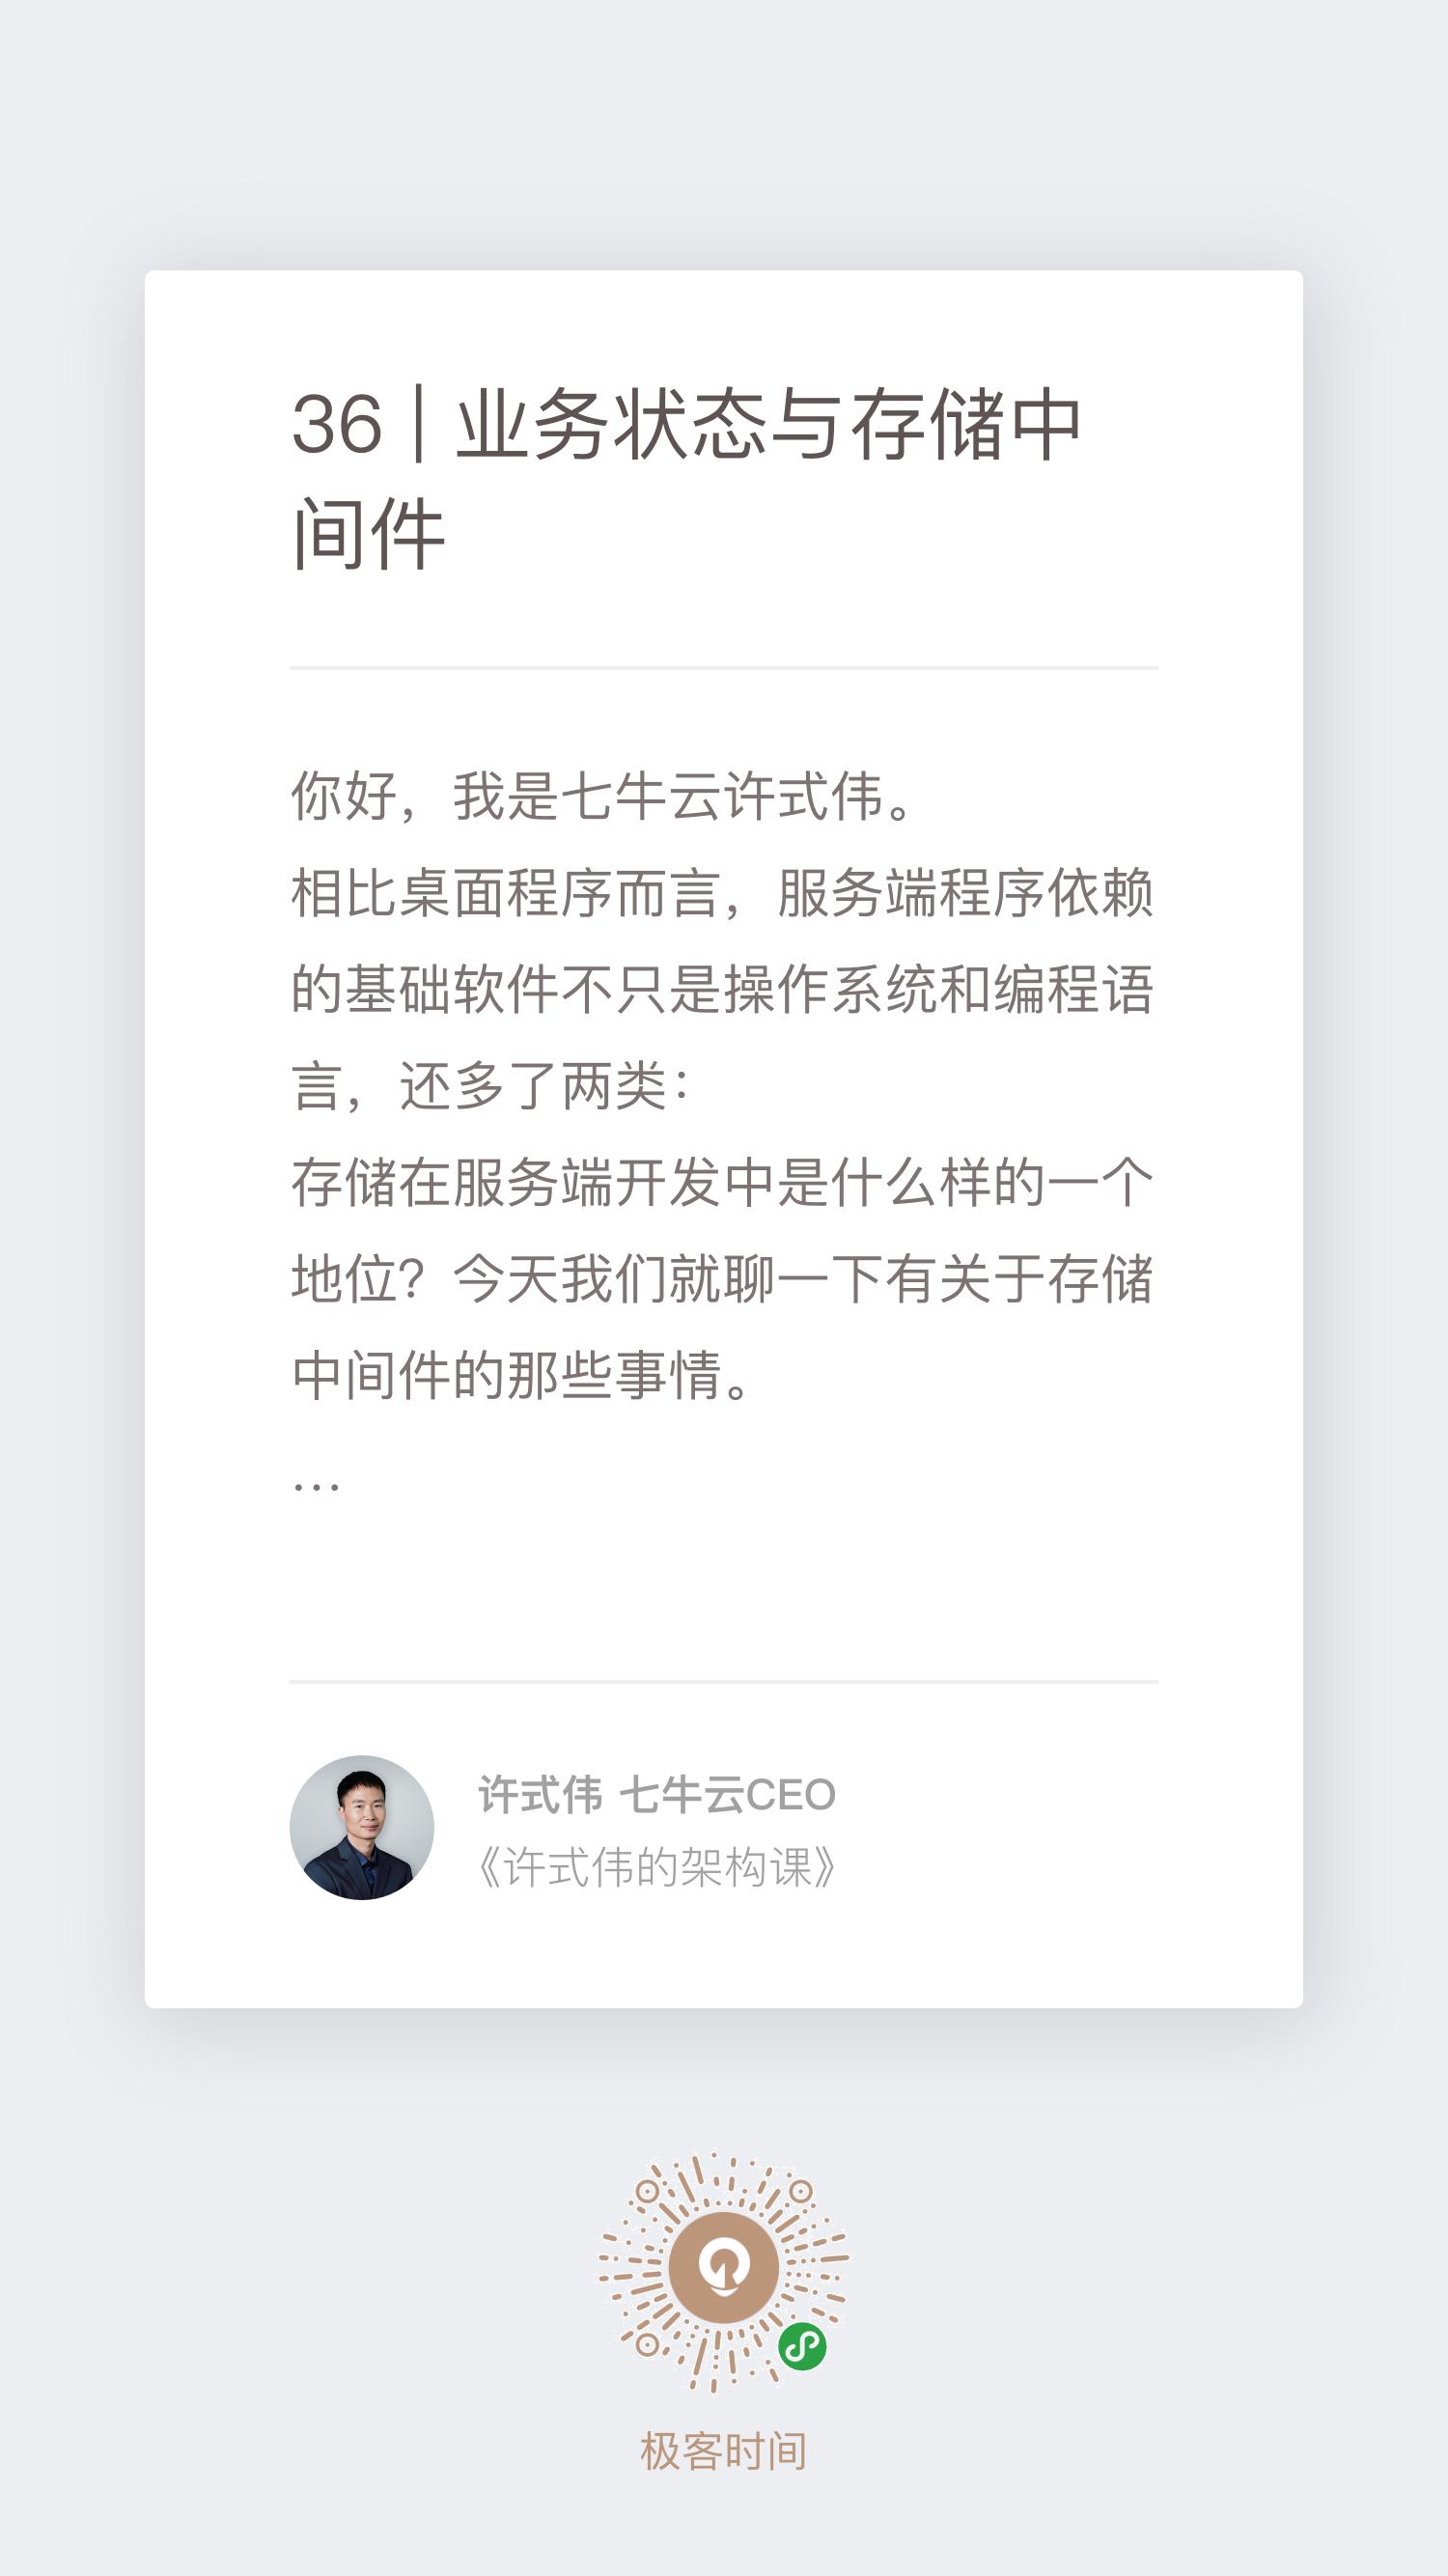 36 | 业务状态与存储中
间件
你好，我是七牛云许式伟。
相比桌面程序而言，服务端程序依赖
的基础软件不只是操作系统和编程语
言，还多了两类：
存储在服务端开发中是什么样的一个
地位？今天我们就聊一下有关于存储
中间件的那些事情。
...
许式伟 七牛云CEO
《许式伟的架构课》
极客时间